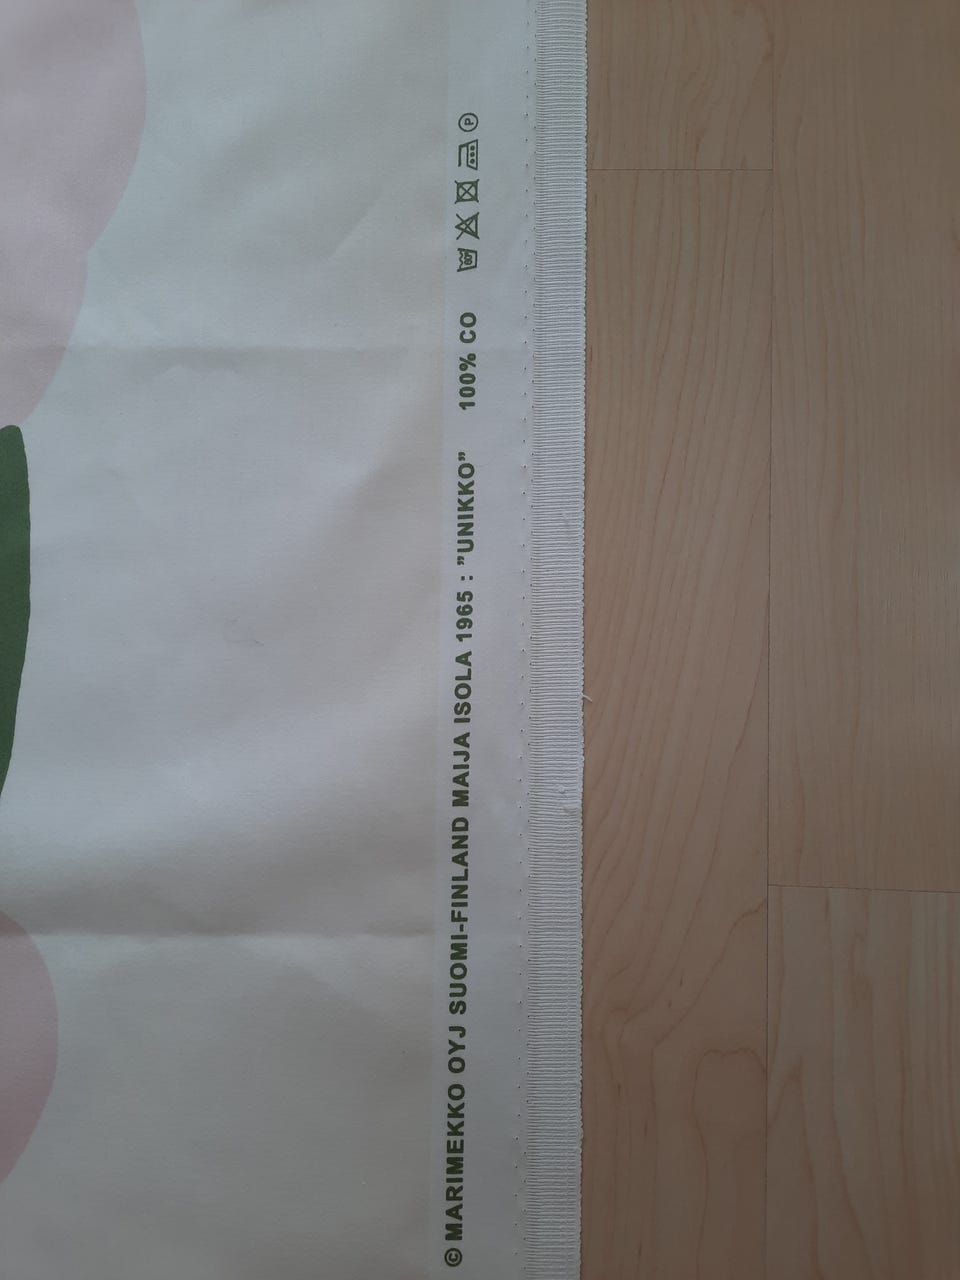 © MARIMEKKO OYJ SUOMI-FINLAND MAIJA ISOLA 1965 : ”UNIKKO” 100% CO